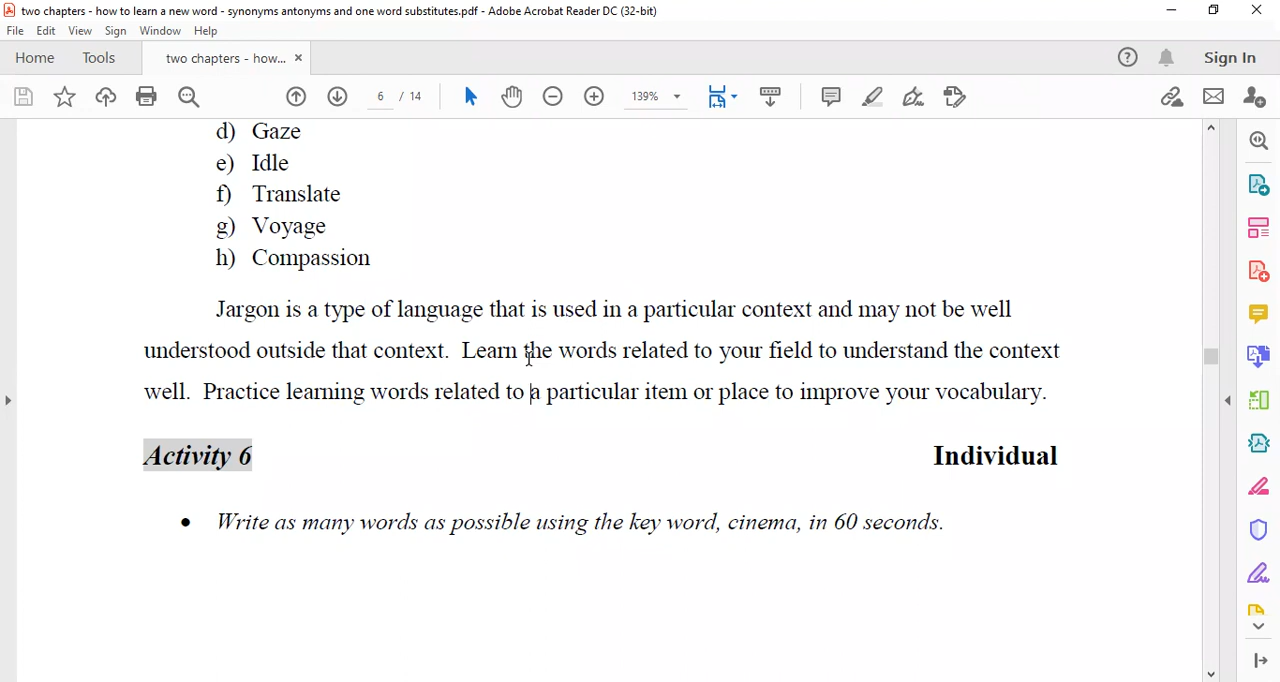 two chapters - how to learn a new word - synonyms antonyms and one word substitutes.pdf - Adobe Acrobat Reader DC (32-bit)
File Edit View Sign Window Help
Home Tools two chapters - how... × Sign In
6 / 14 139%
d) Gaze
e) Idle
f) Translate
g) Voyage
h) Compassion
Jargon is a type of language that is used in a particular context and may not be well
understood outside that context. Learn the words related to your field to understand the context
well. Practice learning words related to a particular item or place to improve your vocabulary.
Activity 6 Individual
• Write as many words as possible using the key word, cinema, in 60 seconds.